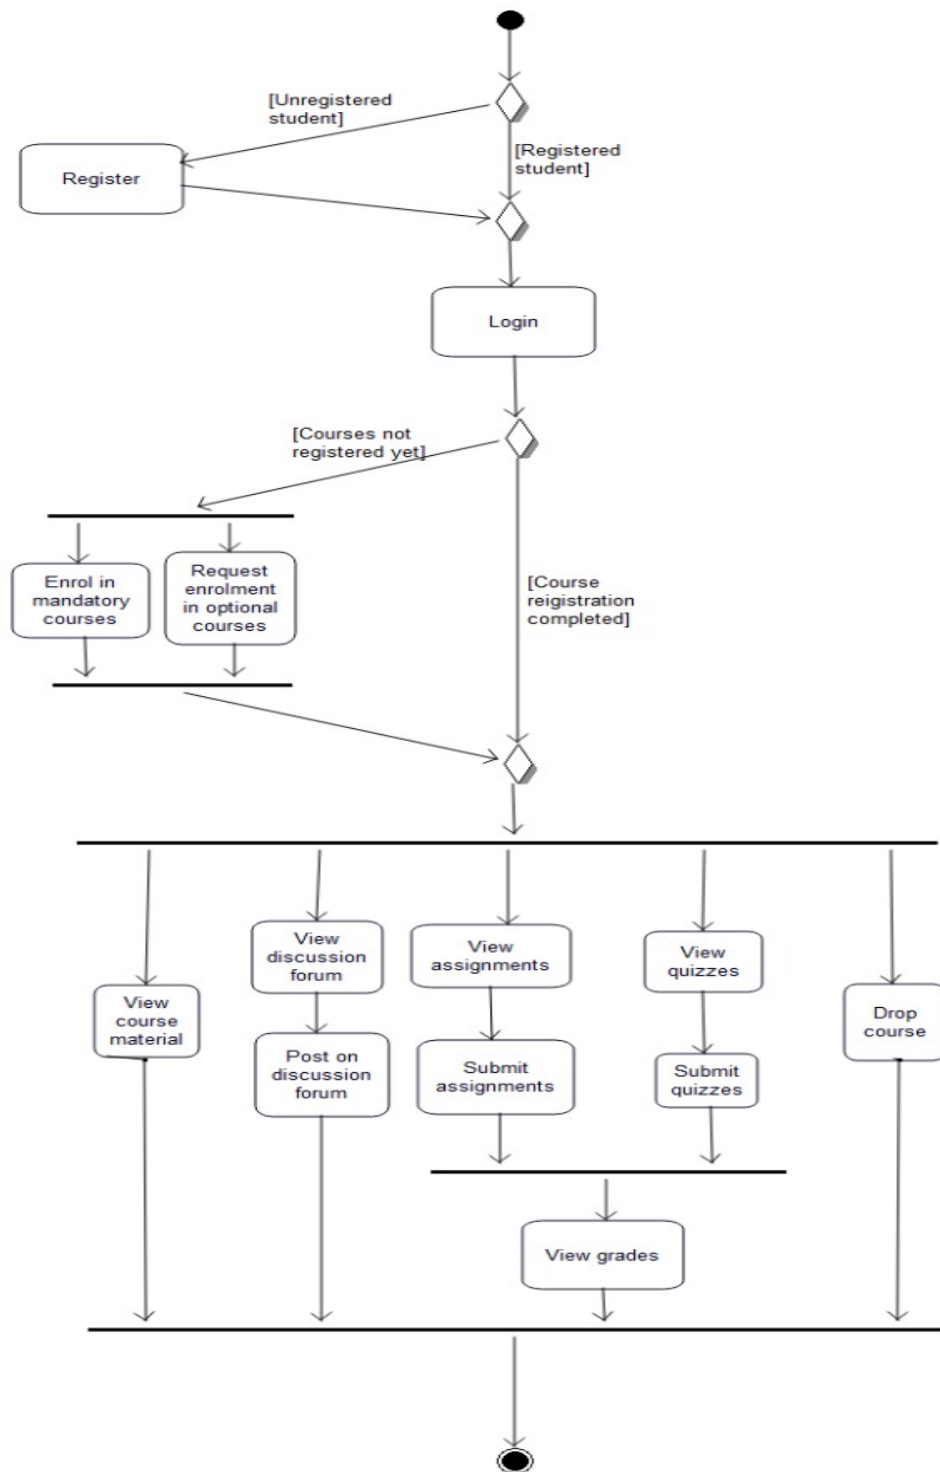 [Unregistered
student]
[Registered
student]
Register
Login
[Courses not
registered yet]
Enrol in
mandatory
courses
Request
enrolment
in optional
courses
[Course
reigistration
completed]
View
course
material
View
discussion
forum
Post on
discussion
forum
View
assignments
Submit
assignments
View
quizzes
Submit
quizzes
Drop
course
View grades